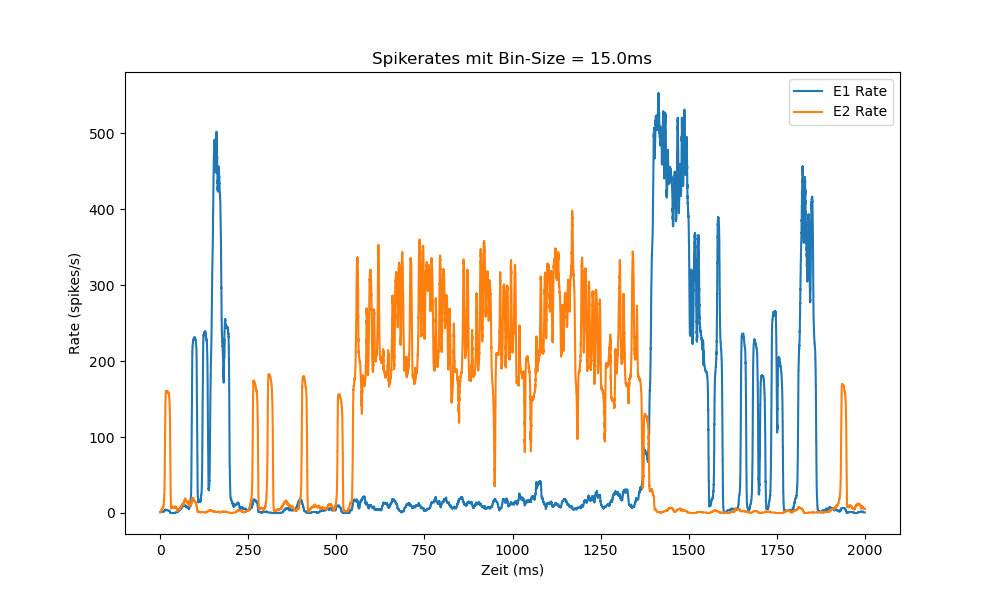 Spikerates mit Bin-Size = 15.0ms
E1 Rate
E2 Rate
Rate (spikes/s)
500
400
300
200
100
0
0 250 500 750 1000 1250 1500 1750 2000
Zeit (ms)